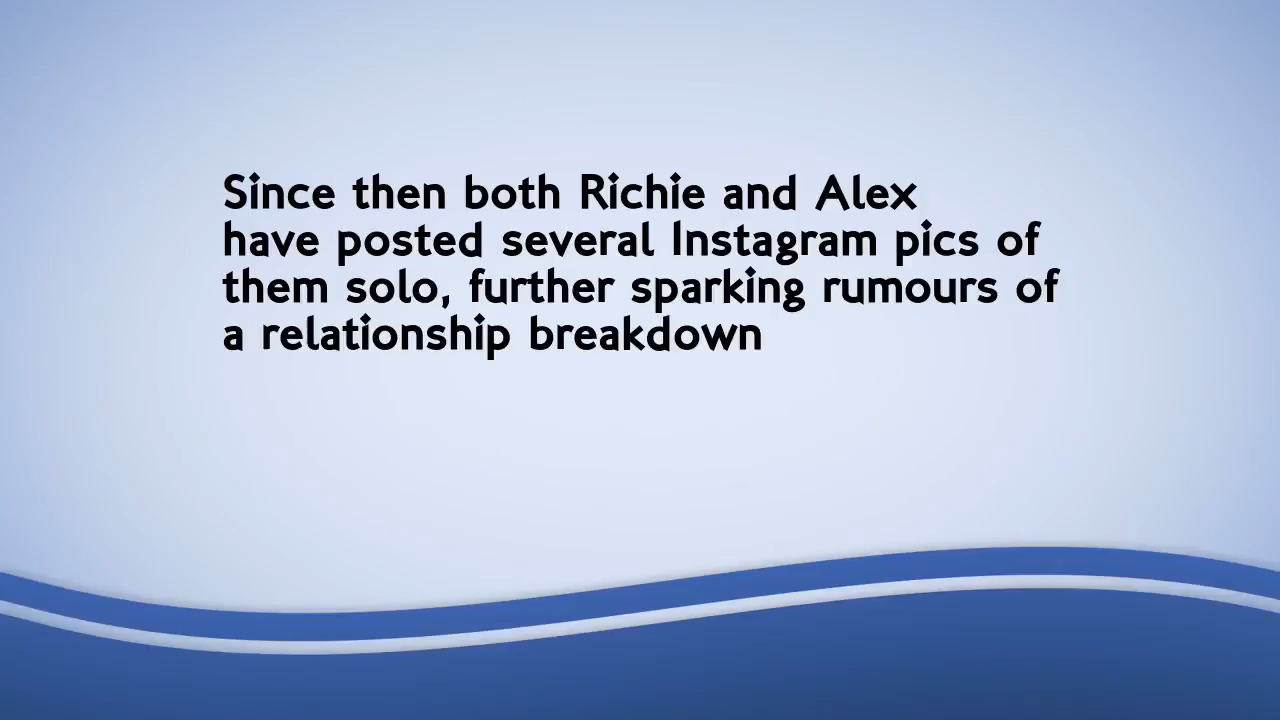 Since then both Richie and Alex
have posted several Instagram pics of
them solo, further sparking rumours of
a relationship breakdown